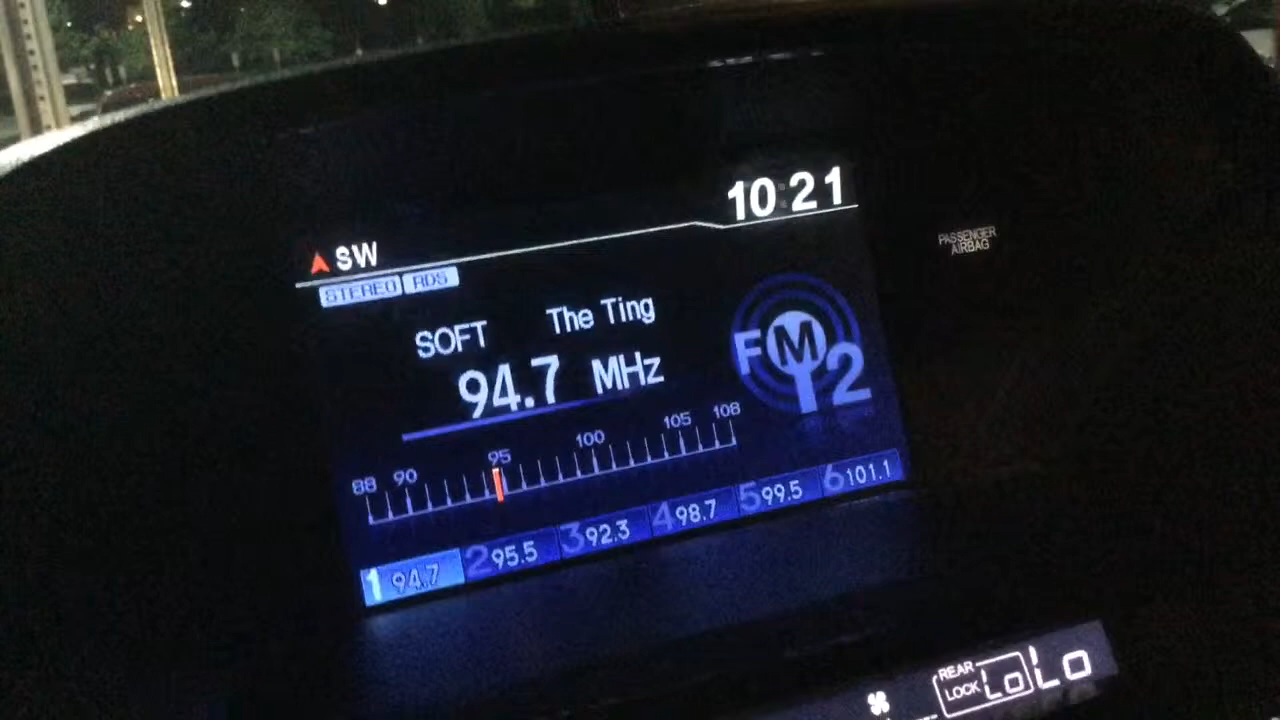 10:21
SW
STEREO RDS
SOFT The Ting
94.7 MHz
FM2
88 90 95 100 105 108
1 94.7 2 95.5 3 92.3 4 98.7 5 99.5 6 101.1
PASSENGER
AIRBAG
REAR
LOCK Lo Lo